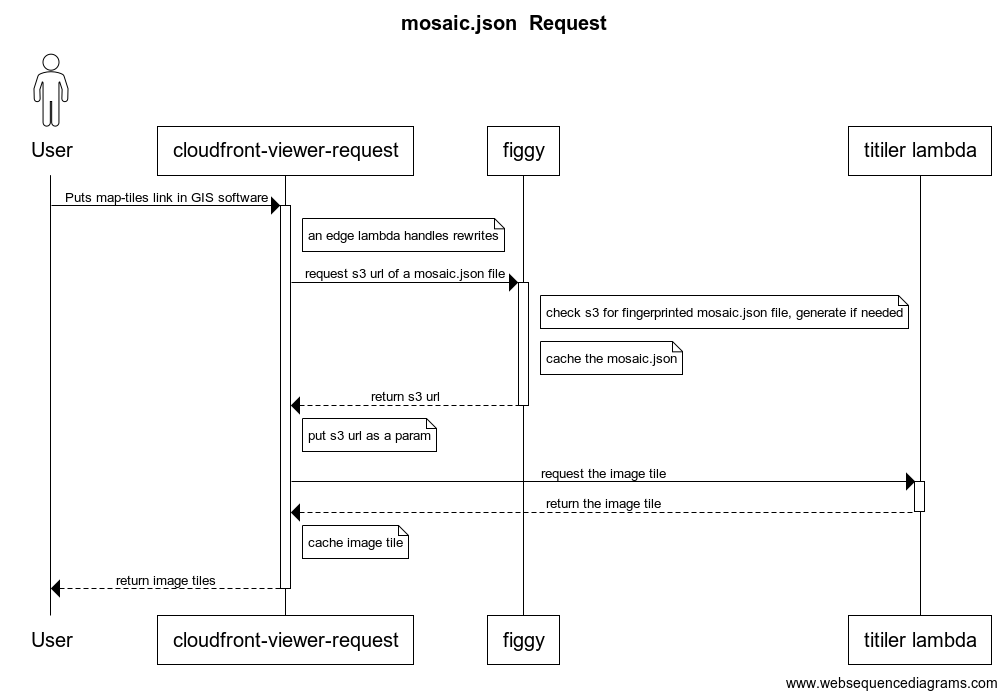 mosaic.json  Request
User
cloudfront-viewer-request
figgy
titiler lambda
Puts map-tiles link in GIS software
an edge lambda handles rewrites
request s3 url of a mosaic.json file
check s3 for fingerprinted mosaic.json file, generate if needed
cache the mosaic.json
return s3 url
put s3 url as a param
request the image tile
return the image tile
cache image tile
return image tiles
User
cloudfront-viewer-request
figgy
titiler lambda
www.websequencediagrams.com